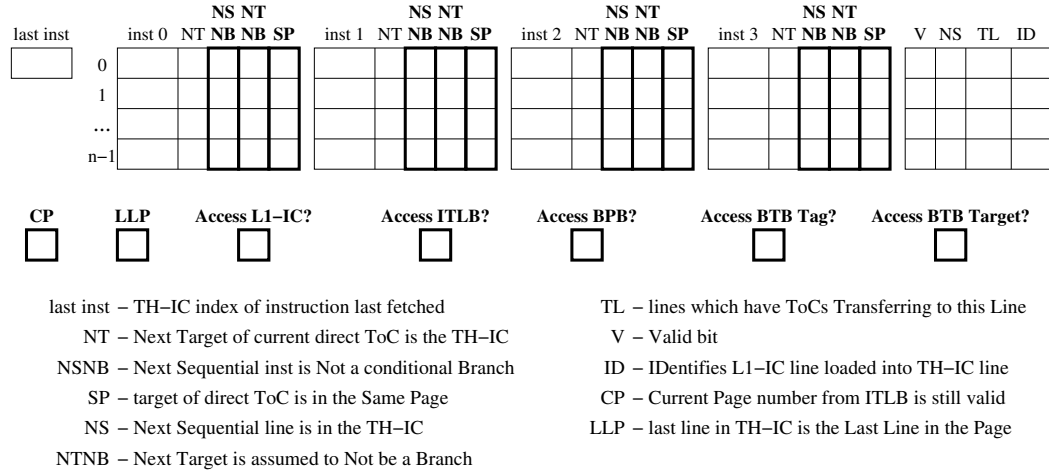 NS NT NS NT NS NT NS NT
last inst inst 0 NT NB NB SP inst 1 NT NB NB SP inst 2 NT NB NB SP inst 3 NT NB NB SP V NS TL ID
0
1
...
n−1
CP LLP Access L1−IC? Access ITLB? Access BPB? Access BTB Tag? Access BTB Target?
last inst − TH−IC index of instruction last fetched
NT − Next Target of current direct ToC is the TH−IC
NSNB − Next Sequential inst is Not a conditional Branch
SP − target of direct ToC is in the Same Page
NS − Next Sequential line is in the TH−IC
NTNB − Next Target is assumed to Not be a Branch
TL − lines which have ToCs Transferring to this Line
V − Valid bit
ID − IDentifies L1−IC line loaded into TH−IC line
CP − Current Page number from ITLB is still valid
LLP − last line in TH−IC is the Last Line in the Page